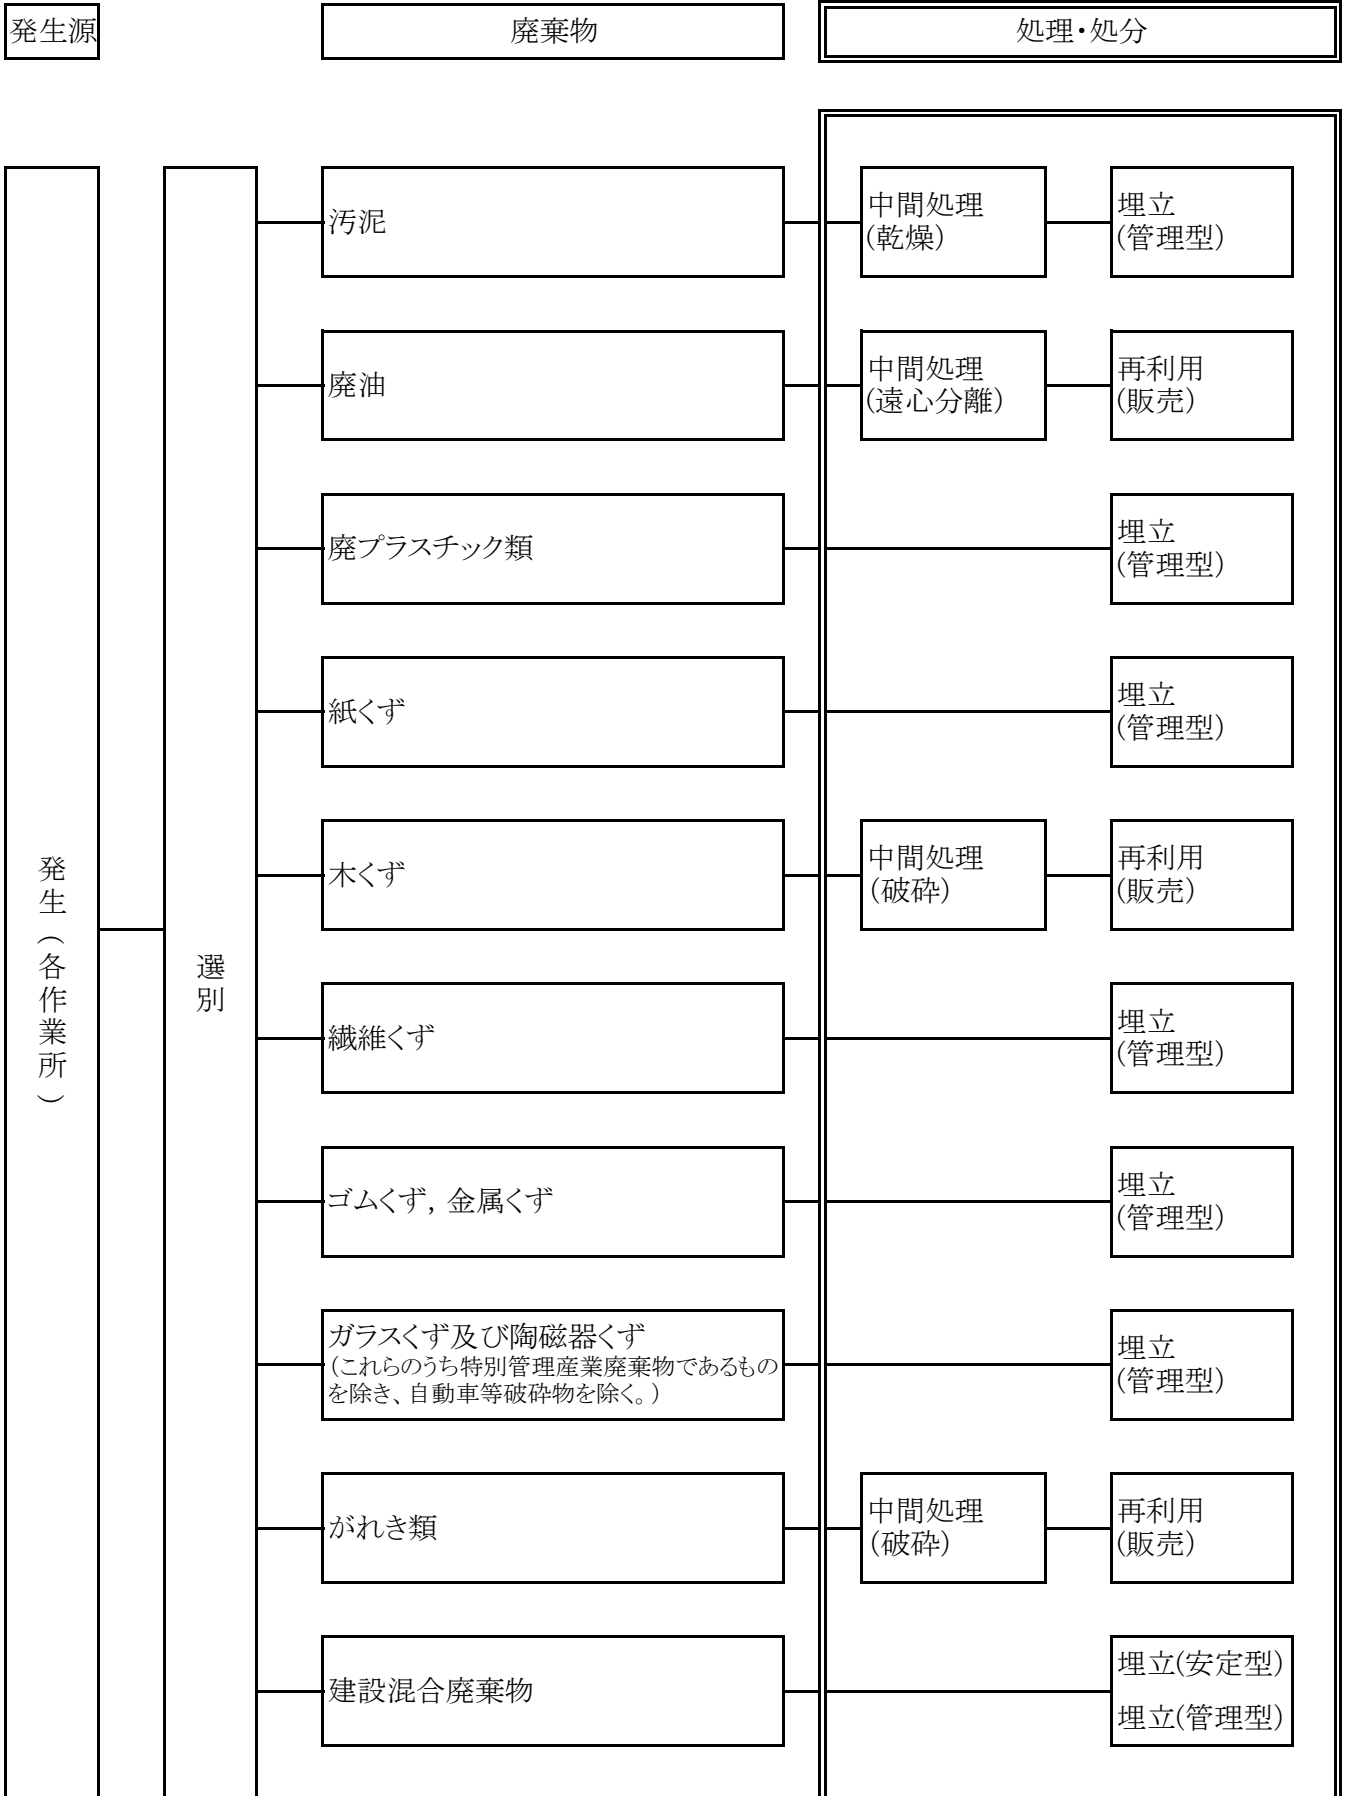 発生源
廃棄物
処理・処分
発生(各作業所)
選別
汚泥
中間処理
(乾燥)
埋立
(管理型)
廃油
中間処理
(遠心分離)
再利用
(販売)
廃プラスチック類
埋立
(管理型)
紙くず
埋立
(管理型)
木くず
中間処理
(破砕)
再利用
(販売)
繊維くず
埋立
(管理型)
ゴムくず，金属くず
埋立
(管理型)
ガラスくず及び陶磁器くず
（これらのうち特別管理産業廃棄物であるもの
を除き、自動車等破砕物を除く。）
埋立
(管理型)
がれき類
中間処理
(破砕)
再利用
(販売)
建設混合廃棄物
埋立(安定型)
埋立(管理型)